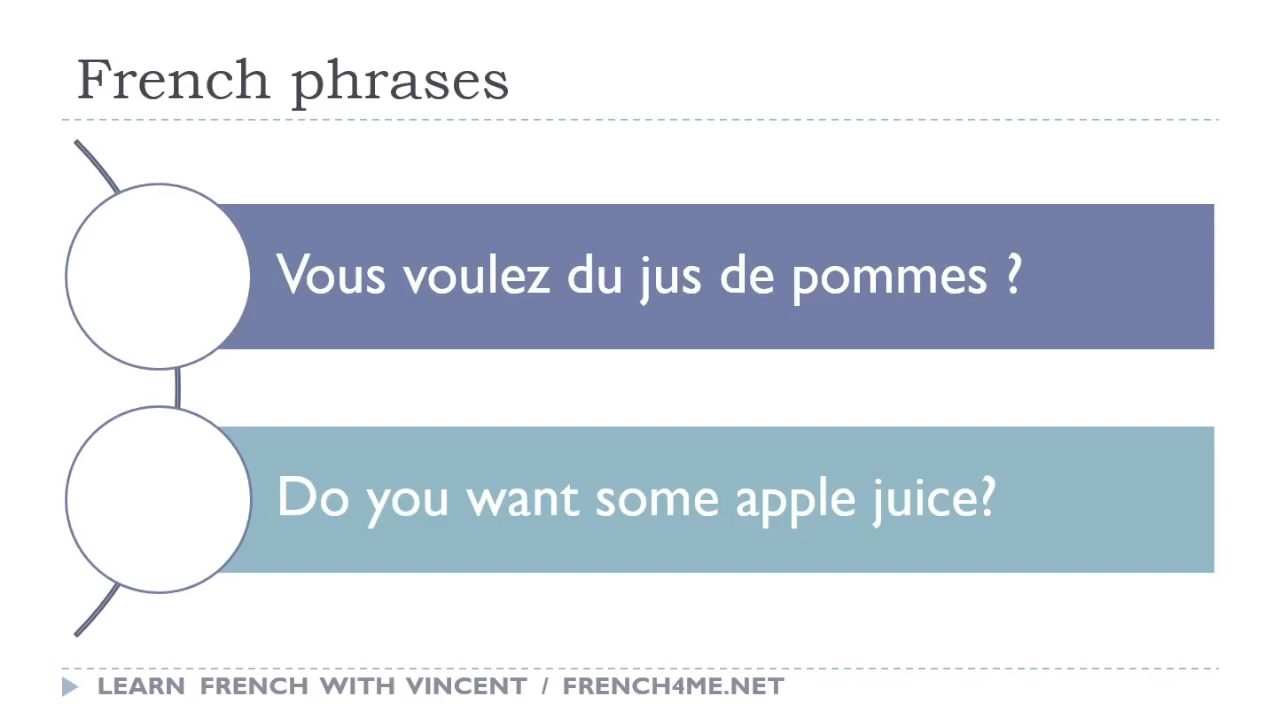 French phrases
Vous voulez du jus de pommes ?
Do you want some apple juice?
LEARN FRENCH WITH VINCENT / FRENCH4ME.NET